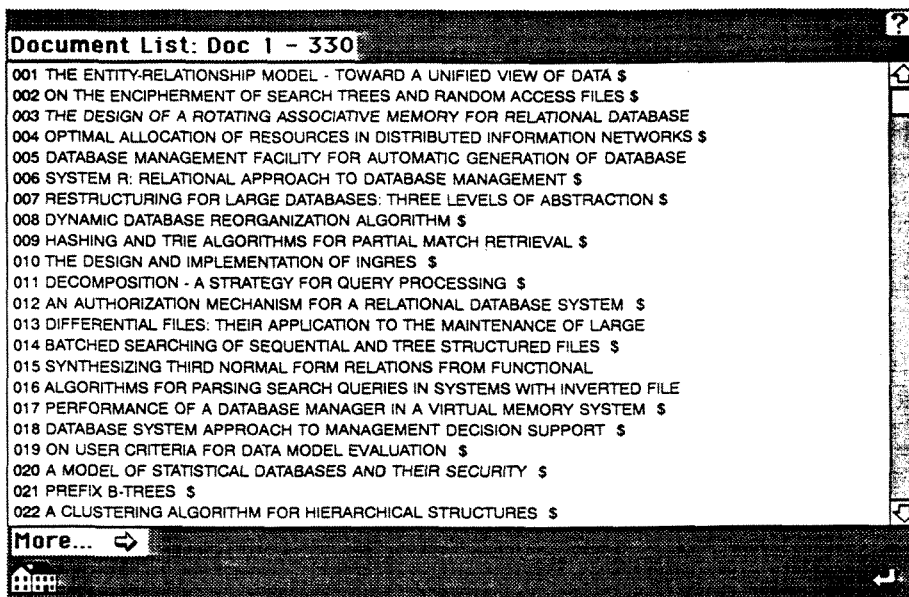 ?
Document List: Doc 1 - 330
001 THE ENTITY-RELATIONSHIP MODEL - TOWARD A UNIFIED VIEW OF DATA $
002 ON THE ENCIPHERMENT OF SEARCH TREES AND RANDOM ACCESS FILES $
003 THE DESIGN OF A ROTATING ASSOCIATIVE MEMORY FOR RELATIONAL DATABASE
004 OPTIMAL ALLOCATION OF RESOURCES IN DISTRIBUTED INFORMATION NETWORKS $
005 DATABASE MANAGEMENT FACILITY FOR AUTOMATIC GENERATION OF DATABASE
006 SYSTEM R: RELATIONAL APPROACH TO DATABASE MANAGEMENT $
007 RESTRUCTURING FOR LARGE DATABASES: THREE LEVELS OF ABSTRACTION $
008 DYNAMIC DATABASE REORGANIZATION ALGORITHM $
009 HASHING AND TRIE ALGORITHMS FOR PARTIAL MATCH RETRIEVAL $
010 THE DESIGN AND IMPLEMENTATION OF INGRES $
011 DECOMPOSITION - A STRATEGY FOR QUERY PROCESSING $
012 AN AUTHORIZATION MECHANISM FOR A RELATIONAL DATABASE SYSTEM $
013 DIFFERENTIAL FILES: THEIR APPLICATION TO THE MAINTENANCE OF LARGE
014 BATCHED SEARCHING OF SEQUENTIAL AND TREE STRUCTURED FILES $
015 SYNTHESIZING THIRD NORMAL FORM RELATIONS FROM FUNCTIONAL
016 ALGORITHMS FOR PARSING SEARCH QUERIES IN SYSTEMS WITH INVERTED FILE
017 PERFORMANCE OF A DATABASE MANAGER IN A VIRTUAL MEMORY SYSTEM $
018 DATABASE SYSTEM APPROACH TO MANAGEMENT DECISION SUPPORT $
019 ON USER CRITERIA FOR DATA MODEL EVALUATION $
020 A MODEL OF STATISTICAL DATABASES AND THEIR SECURITY $
021 PREFIX B-TREES $
022 A CLUSTERING ALGORITHM FOR HIERARCHICAL STRUCTURES $
More...